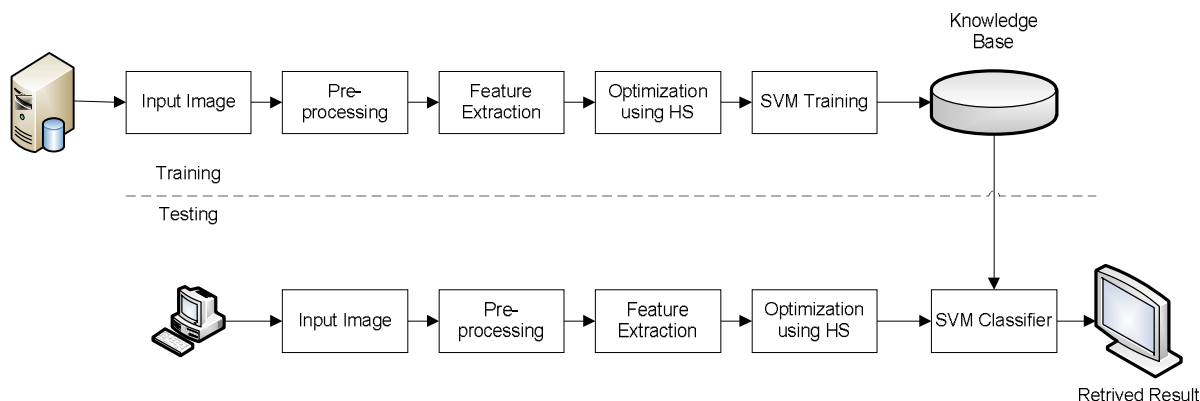 Knowledge
Base
Input Image
Pre-
processing
Feature
Extraction
Optimization
using HS
SVM Training
Training
Testing
Input Image
Pre-
processing
Feature
Extraction
Optimization
using HS
SVM Classifier
Retrived Result